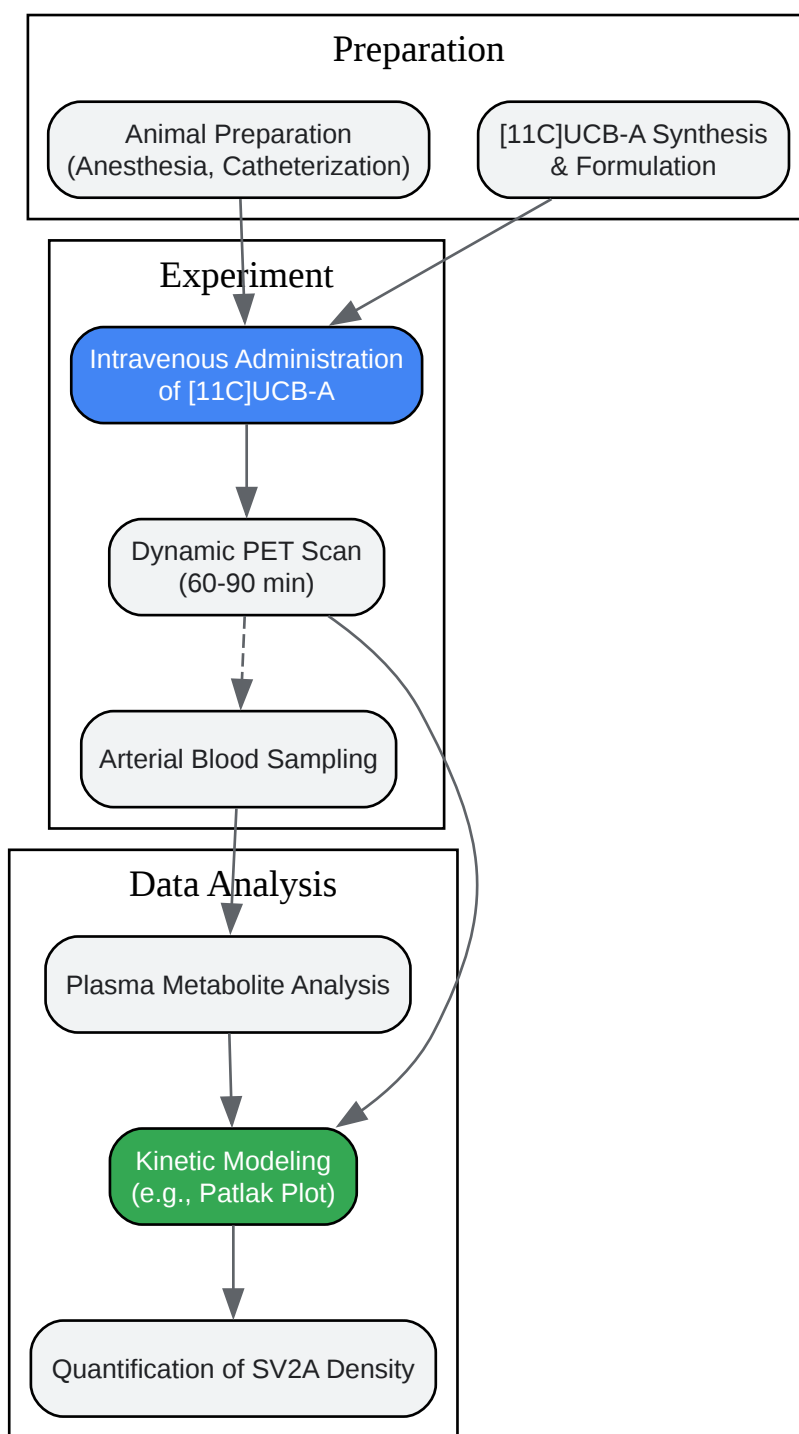 Preparation
Animal Preparation
(Anesthesia, Catheterization)
[11C]UCB-A Synthesis
& Formulation
Experiment
Intravenous Administration
of [11C]UCB-A
Dynamic PET Scan
(60-90 min)
Arterial Blood Sampling
Data Analysis
Plasma Metabolite Analysis
Kinetic Modeling
(e.g., Patlak Plot)
Quantification of SV2A Density